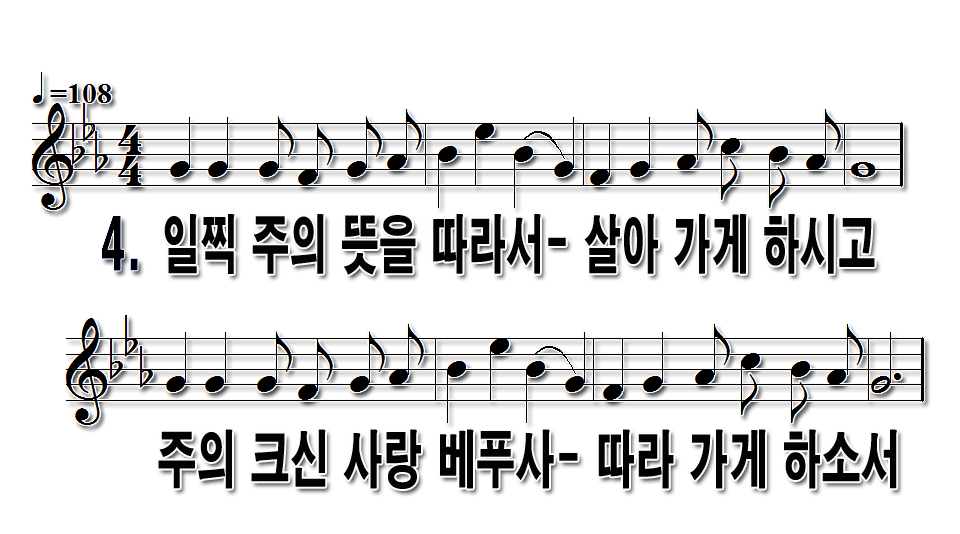 ♩=108
4. 일찍 주의 뜻을 따라서- 살아 가게 하시고
주의 크신 사랑 베푸사- 따라 가게 하소서